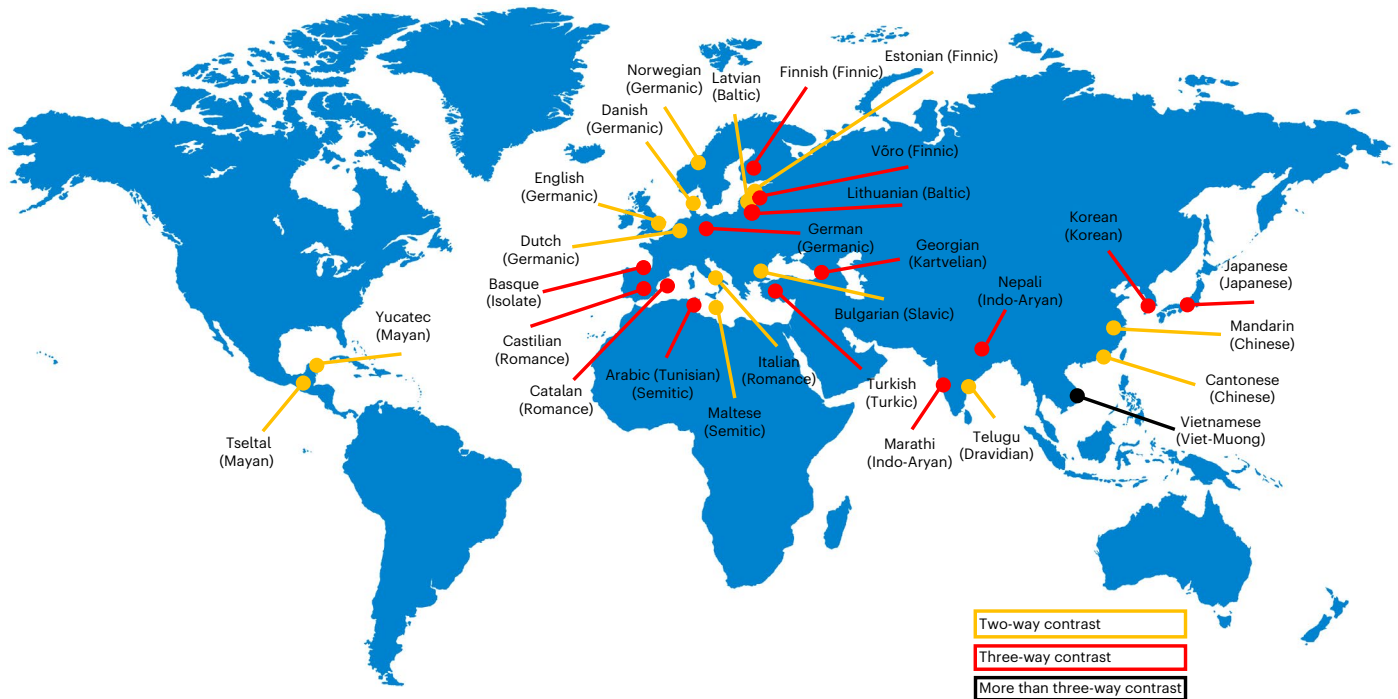 Norwegian
(Germanic)
Latvian
(Baltic)
Finnish (Finnic)
Estonian (Finnic)
Danish
(Germanic)
Võro (Finnic)
English
(Germanic)
Lithuanian (Baltic)
Dutch
(Germanic)
German
(Germanic)
Georgian
(Kartvelian)
Korean
(Korean)
Basque
(Isolate)
Nepali
(Indo-Aryan)
Japanese
(Japanese)
Yucatec
(Mayan)
Bulgarian (Slavic)
Mandarin
(Chinese)
Castilian
(Romance)
Catalan
(Romance)
Arabic (Tunisian)
(Semitic)
Italian
(Romance)
Turkish
(Turkic)
Cantonese
(Chinese)
Maltese
(Semitic)
Vietnamese
(Viet-Muong)
Tseltal
(Mayan)
Marathi
(Indo-Aryan)
Telugu
(Dravidian)
Two-way contrast
Three-way contrast
More than three-way contrast